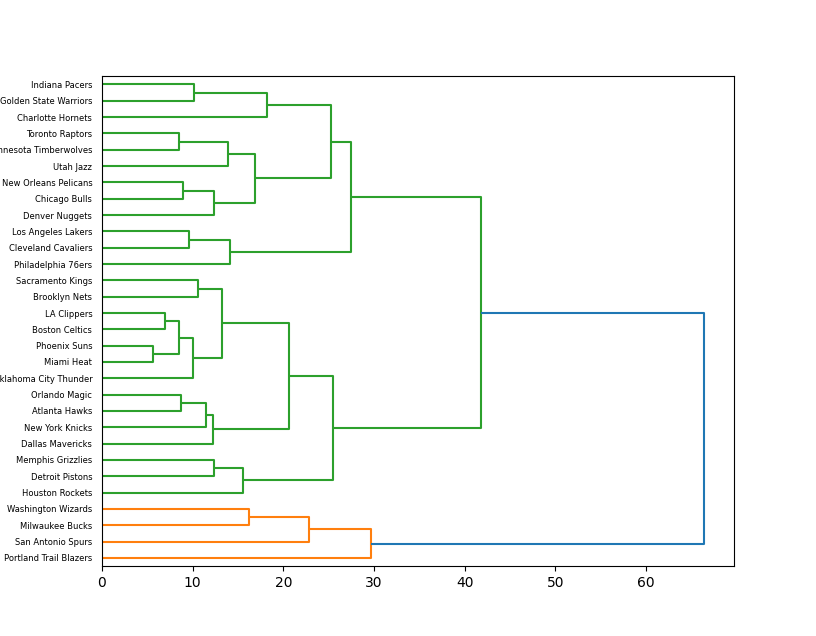 Indiana Pacers
Golden State Warriors
Charlotte Hornets
Toronto Raptors
nnesota Timberwolves
Utah Jazz
New Orleans Pelicans
Chicago Bulls
Denver Nuggets
Los Angeles Lakers
Cleveland Cavaliers
Philadelphia 76ers
Sacramento Kings
Brooklyn Nets
LA Clippers
Boston Celtics
Phoenix Suns
Miami Heat
klahoma City Thunder
Orlando Magic
Atlanta Hawks
New York Knicks
Dallas Mavericks
Memphis Grizzlies
Detroit Pistons
Houston Rockets
Washington Wizards
Milwaukee Bucks
San Antonio Spurs
Portland Trail Blazers
0 10 20 30 40 50 60